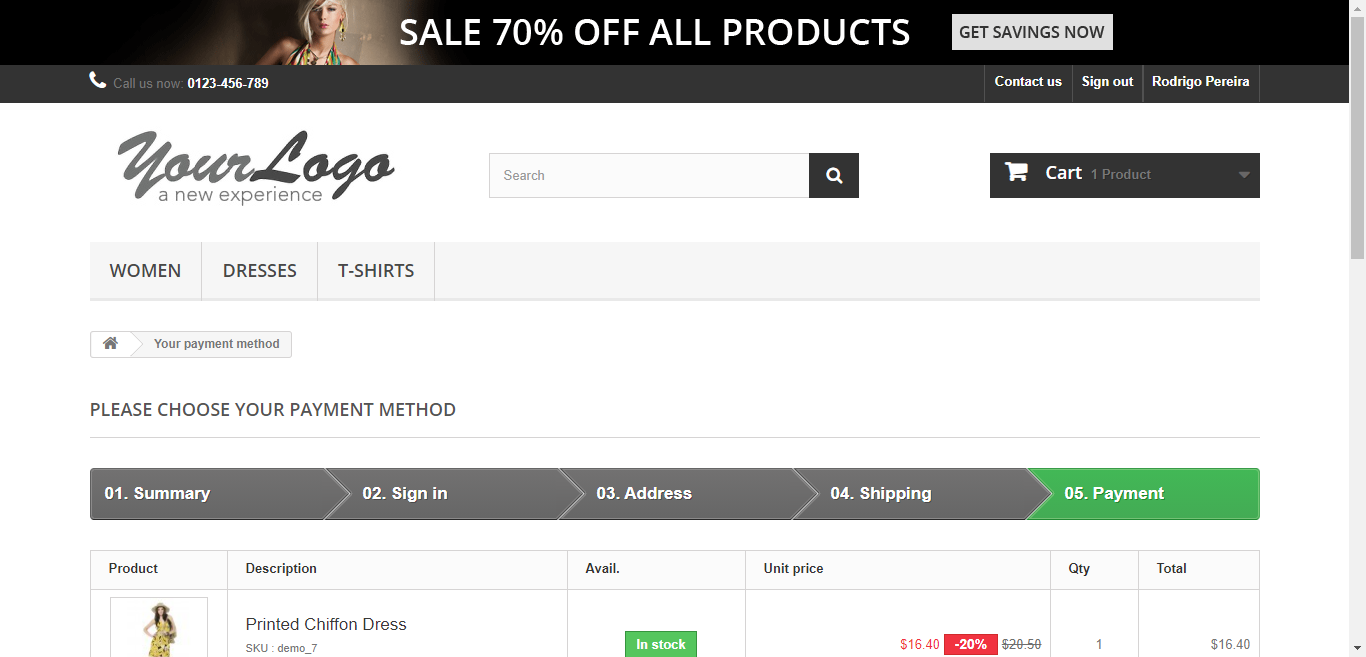 SALE 70% OFF ALL PRODUCTS GET SAVINGS NOW
Call us now: 0123-456-789 Contact us Sign out Rodrigo Pereira
YourLogo
a new experience
Search
Cart 1 Product
WOMEN DRESSES T-SHIRTS
Your payment method
PLEASE CHOOSE YOUR PAYMENT METHOD
01. Summary 02. Sign in 03. Address 04. Shipping 05. Payment
Product Description Avail. Unit price Qty Total
Printed Chiffon Dress
SKU : demo_7
In stock $16.40 -20% $20.50 1 $16.40